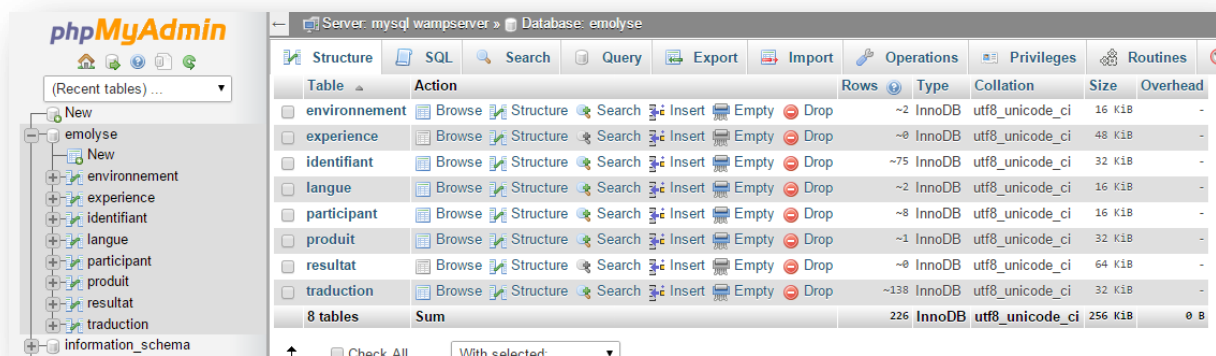 phpMyAdmin
(Recent tables) ...
New
emolyse
New
environnement
experience
identifiant
langue
participant
produit
resultat
traduction
information_schema
Server: mysql wampserver » Database: emolyse
Structure SQL Search Query Export Import Operations Privileges Routines
Table Action Rows Type Collation Size Overhead
environnement Browse Structure Search Insert Empty Drop ~2 InnoDB utf8_unicode_ci 16 KiB -
experience Browse Structure Search Insert Empty Drop ~0 InnoDB utf8_unicode_ci 48 KiB -
identifiant Browse Structure Search Insert Empty Drop ~75 InnoDB utf8_unicode_ci 32 KiB -
langue Browse Structure Search Insert Empty Drop ~2 InnoDB utf8_unicode_ci 16 KiB -
participant Browse Structure Search Insert Empty Drop ~8 InnoDB utf8_unicode_ci 16 KiB -
produit Browse Structure Search Insert Empty Drop ~1 InnoDB utf8_unicode_ci 32 KiB -
resultat Browse Structure Search Insert Empty Drop ~0 InnoDB utf8_unicode_ci 64 KiB -
traduction Browse Structure Search Insert Empty Drop ~138 InnoDB utf8_unicode_ci 32 KiB -
8 tables Sum 226 InnoDB utf8_unicode_ci 256 KiB 0 B
Check All With selected: